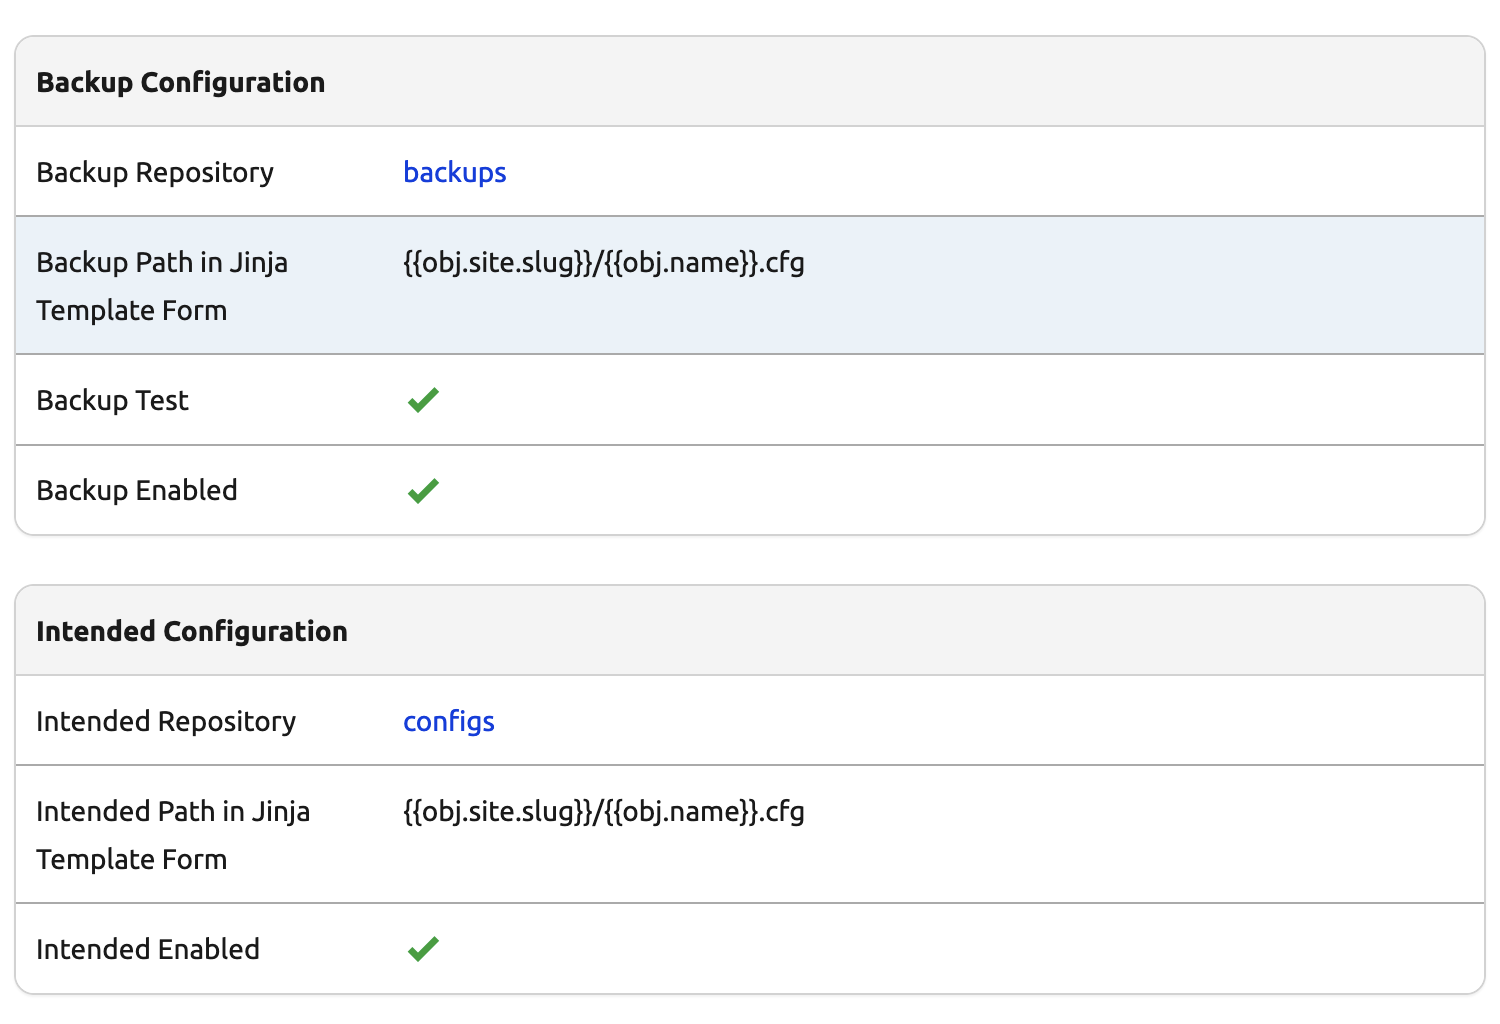 Backup Configuration
Backup Repository backups
Backup Path in Jinja {{obj.site.slug}}/{{obj.name}}.cfg
Template Form
Backup Test
Backup Enabled
Intended Configuration
Intended Repository configs
Intended Path in Jinja {{obj.site.slug}}/{{obj.name}}.cfg
Template Form
Intended Enabled